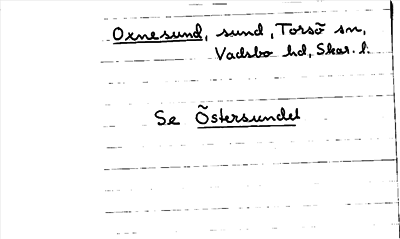 Oxnesund, sund, Torsö sn,
Vadsbo hd, Skar. l.
Se Östersundet